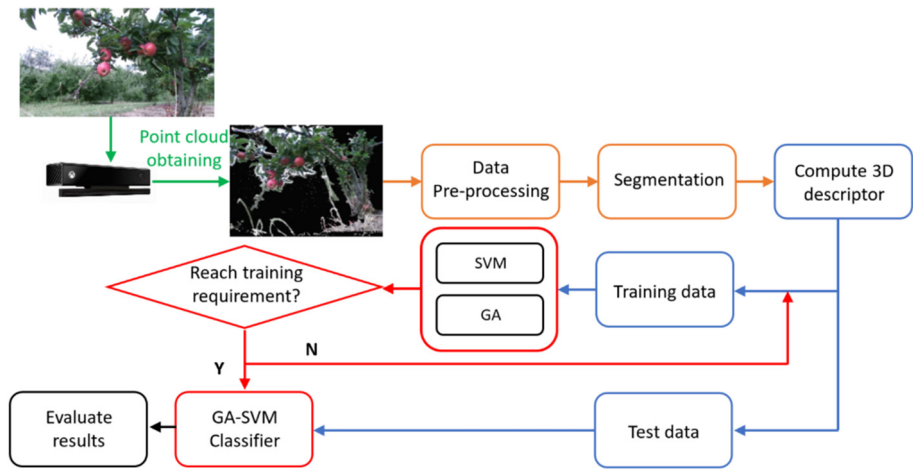 Point cloud
obtaining
Data
Pre-processing
Segmentation
Compute 3D
descriptor
Reach training
requirement?
SVM
GA
Training data
N
Y
Evaluate
results
GA-SVM
Classifier
Test data